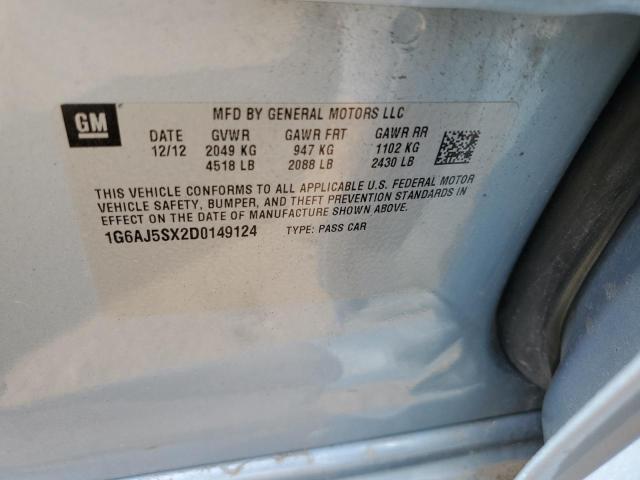 GM
MFD BY GENERAL MOTORS LLC
DATE GVWR GAWR FRT GAWR RR
12/12 2049 KG 947 KG 1102 KG
4518 LB 2088 LB 2430 LB
THIS VEHICLE CONFORMS TO ALL APPLICABLE U.S. FEDERAL MOTOR
VEHICLE SAFETY, BUMPER, AND THEFT PREVENTION STANDARDS IN
EFFECT ON THE DATE OF MANUFACTURE SHOWN ABOVE.
1G6AJ5SX2D0149124 TYPE: PASS CAR